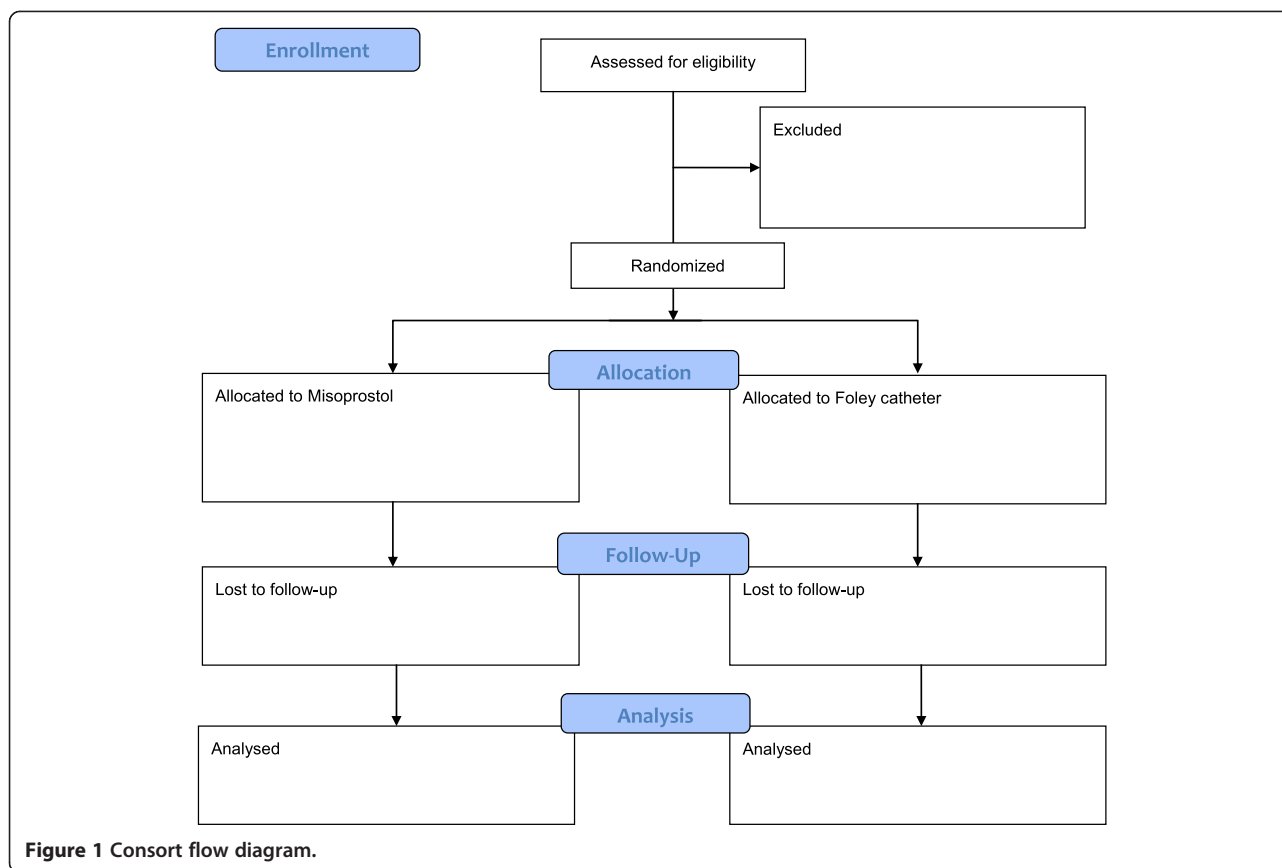 Enrollment
Assessed for eligibility
Excluded
Randomized
Allocation
Allocated to Misoprostol
Allocated to Foley catheter
Follow-Up
Lost to follow-up
Lost to follow-up
Analysis
Analysed
Analysed
Figure 1 Consort flow diagram.